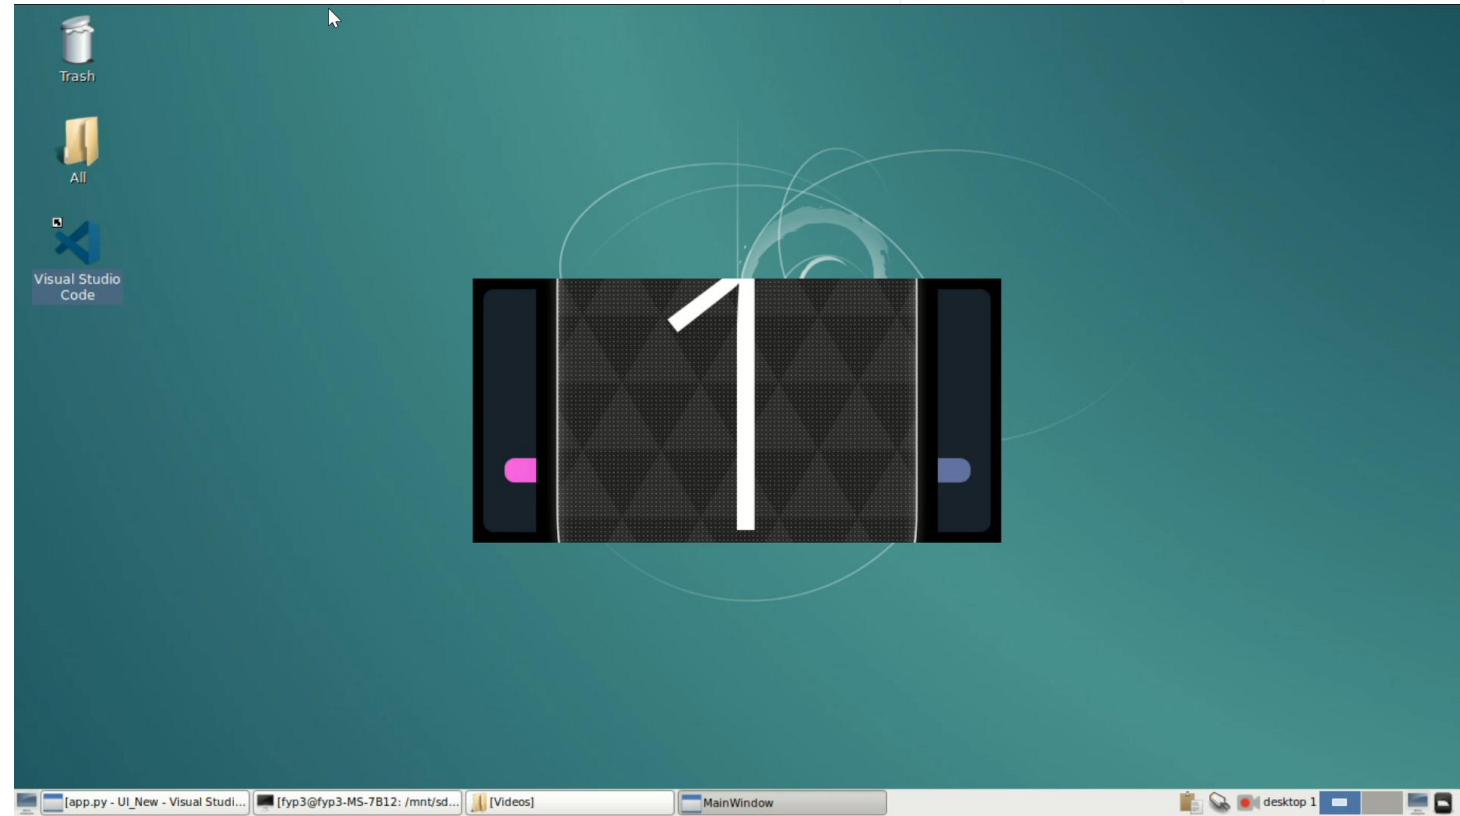 Trash
All
Visual Studio
Code
1
[app.py - UI_New - Visual Studi...
[fyp3@fyp3-MS-7B12: /mnt/sd...
[Videos]
MainWindow
desktop 1